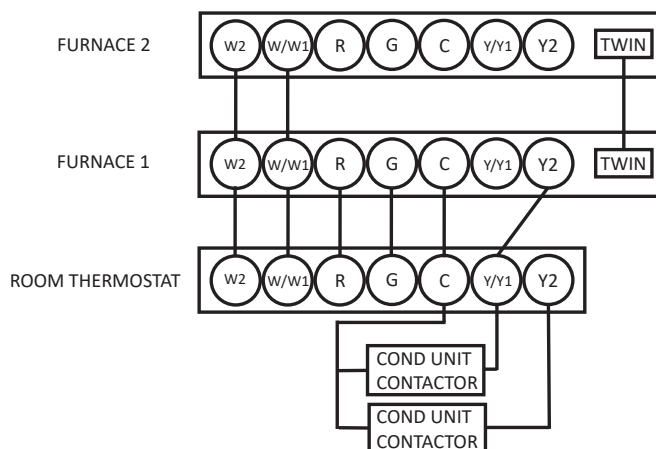 FURNACE 2 W2 W/W1 R G C Y/Y1 Y2 TWIN
FURNACE 1 W2 W/W1 R G C Y/Y1 Y2 TWIN
ROOM THERMOSTAT W2 W/W1 R G C Y/Y1 Y2
COND UNIT
CONTACTOR
COND UNIT
CONTACTOR